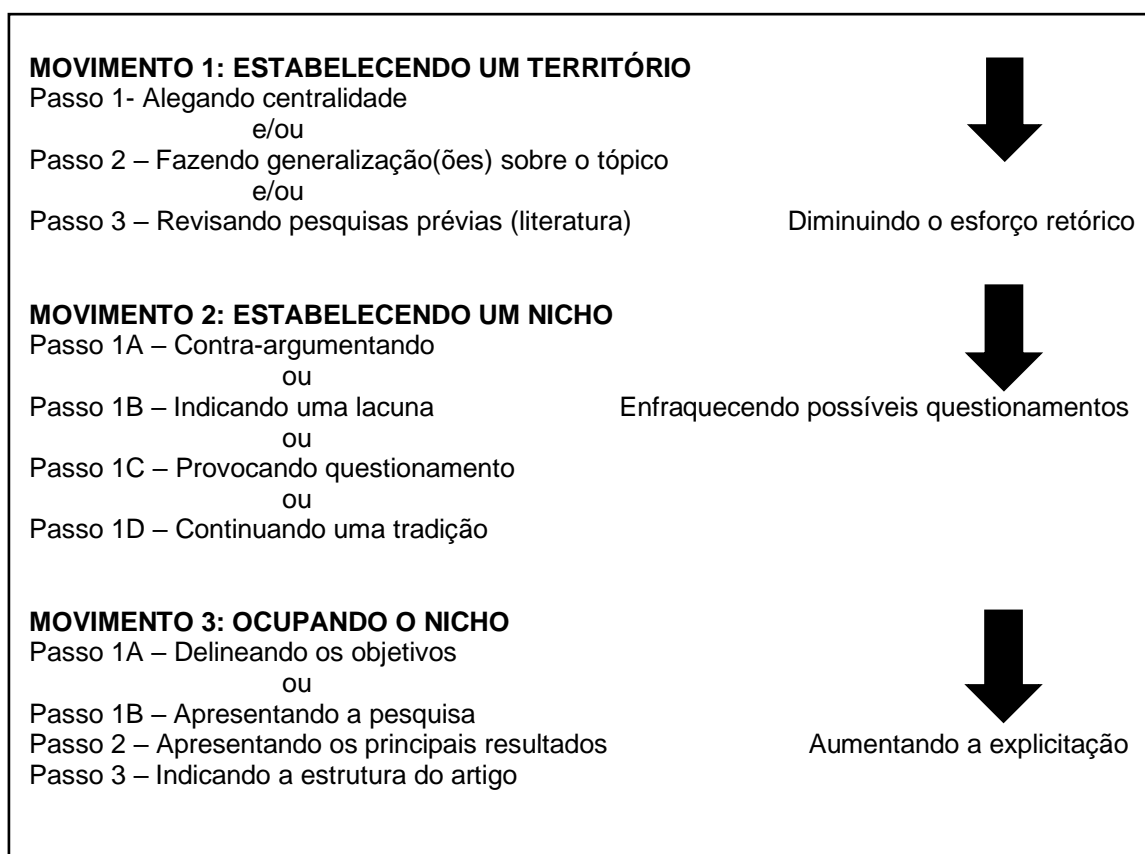 MOVIMENTO 1: ESTABELECENDO UM TERRITÓRIO
Passo 1- Alegando centralidade
e/ou
Passo 2 – Fazendo generalização(ões) sobre o tópico
e/ou
Passo 3 – Revisando pesquisas prévias (literatura) Diminuindo o esforço retórico
MOVIMENTO 2: ESTABELECENDO UM NICHO
Passo 1A – Contra-argumentando
ou
Passo 1B – Indicando uma lacuna Enfraquecendo possíveis questionamentos
ou
Passo 1C – Provocando questionamento
ou
Passo 1D – Continuando uma tradição
MOVIMENTO 3: OCUPANDO O NICHO
Passo 1A – Delineando os objetivos
ou
Passo 1B – Apresentando a pesquisa
Passo 2 – Apresentando os principais resultados Aumentando a explicitação
Passo 3 – Indicando a estrutura do artigo